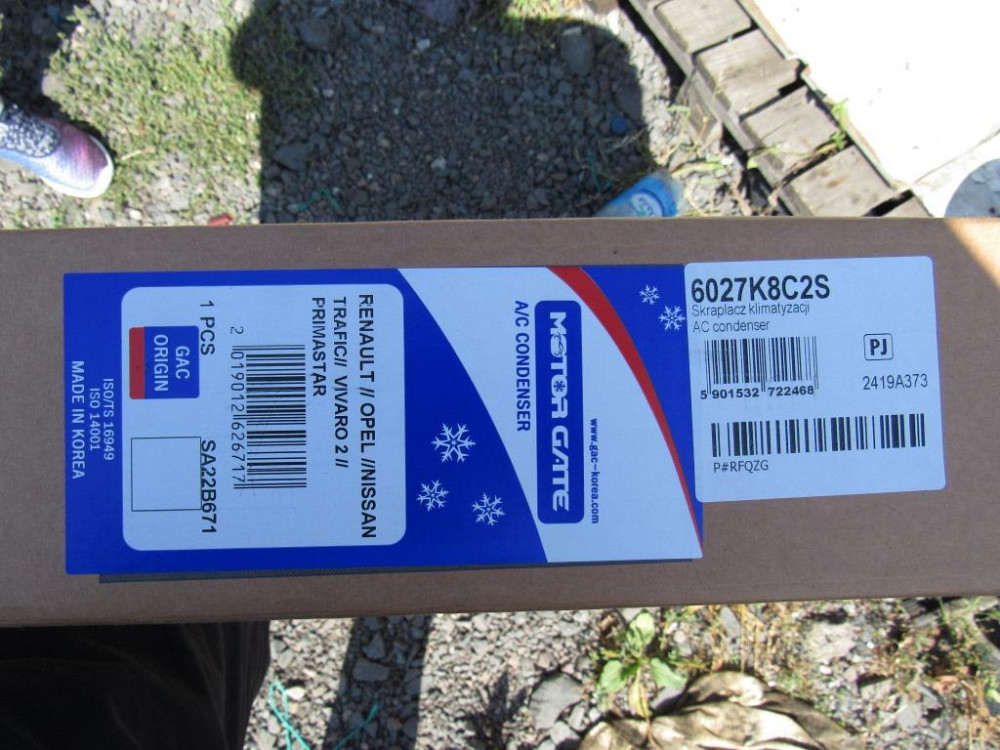 RENAULT // OPEL //NISSAN
TRAFIC// VIVARO 2 //
PRIMASTAR
2 019012 626717
1 PCS
SA22B671
GAC
ORIGIN
ISO/TS 16949
ISO 14001
MADE IN KOREA
www.gac-korea.com
MOTOR GATE
A/C CONDENSER
6027K8C2S
Skraplacz klimatyzacji
AC condenser
5 901532 722468
PJ
2419A373
P#RFQZG